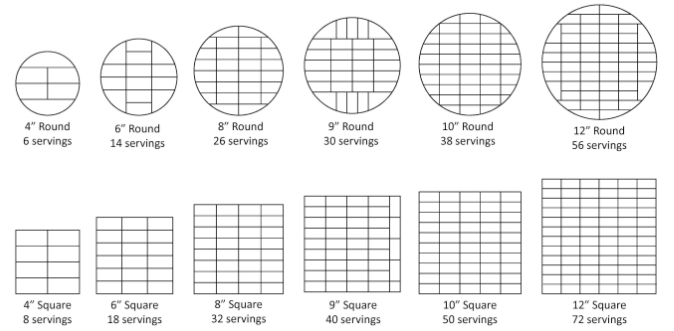 4” Round
6 servings
6” Round
14 servings
8” Round
26 servings
9” Round
30 servings
10” Round
38 servings
12” Round
56 servings
4” Square
8 servings
6” Square
18 servings
8” Square
32 servings
9” Square
40 servings
10” Square
50 servings
12” Square
72 servings